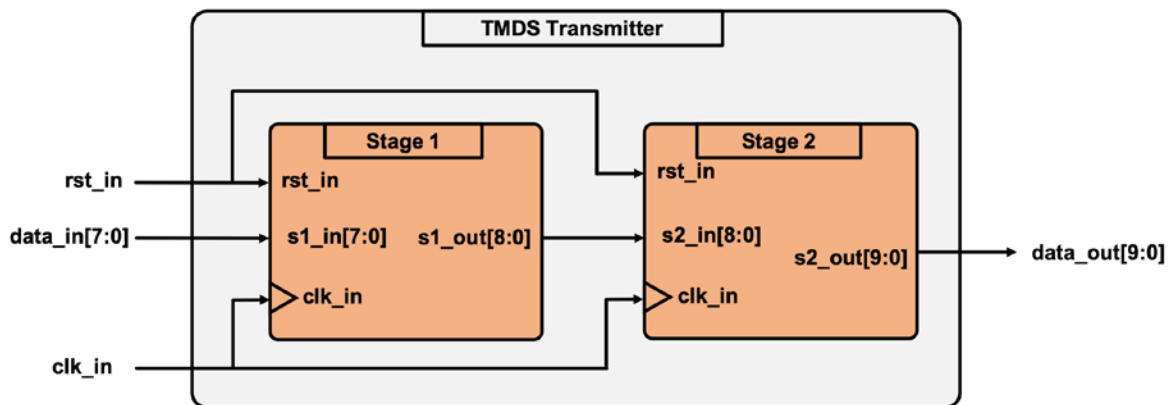 TMDS Transmitter
Stage 1
Stage 2
rst_in
rst_in
rst_in
data_in[7:0]
s1_in[7:0]
s1_out[8:0]
s2_in[8:0]
s2_out[9:0]
data_out[9:0]
clk_in
clk_in
clk_in